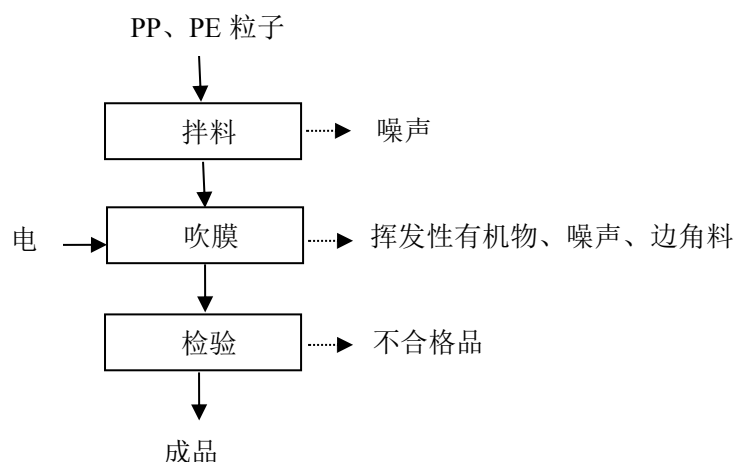 PP、PE 粒子
拌料
噪声
电
吹膜
挥发性有机物、噪声、边角料
检验
不合格品
成品